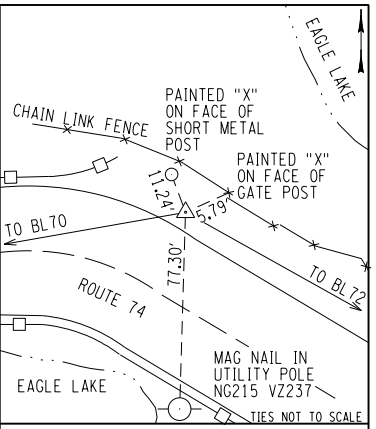 EAGLE LAKE
PAINTED "X"
ON FACE OF
SHORT METAL
POST
CHAIN LINK FENCE
PAINTED "X"
ON FACE OF
GATE POST
11.24'
5.79'
TO BL70
77.30'
TO BL72
ROUTE 74
MAG NAIL IN
UTILITY POLE
NG215 VZ237
EAGLE LAKE
TIES NOT TO SCALE